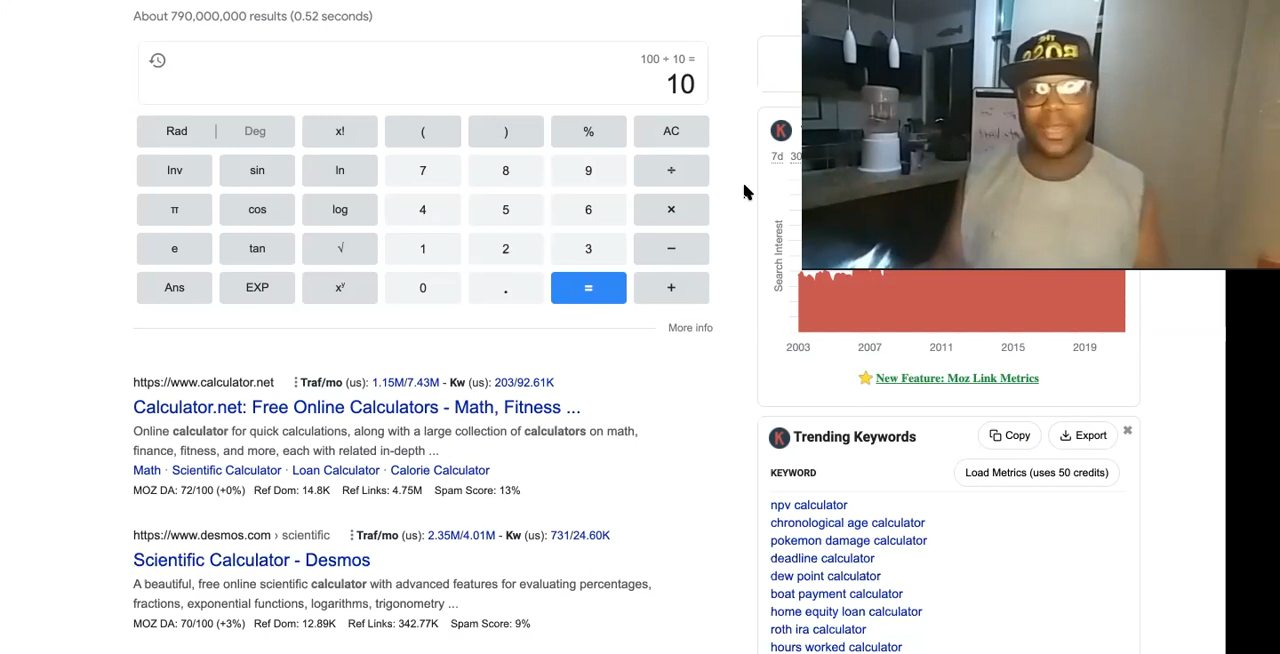 About 790,000,000 results (0.52 seconds)
100 ÷ 10 =
10
Rad | Deg x! ( ) % AC
Inv sin ln 7 8 9 ÷
π cos log 4 5 6 ×
e tan √ 1 2 3 −
Ans EXP xʸ 0 . = +
More info
https://www.calculator.net Traf/mo (us): 1.15M/7.43M - Kw (us): 203/92.61K
Calculator.net: Free Online Calculators - Math, Fitness ...
Online calculator for quick calculations, along with a large collection of calculators on math,
finance, fitness, and more, each with related in-depth ...
Math · Scientific Calculator · Loan Calculator · Calorie Calculator
MOZ DA: 72/100 (+0%) Ref Dom: 14.8K Ref Links: 4.75M Spam Score: 13%
https://www.desmos.com › scientific Traf/mo (us): 2.35M/4.01M - Kw (us): 731/24.60K
Scientific Calculator - Desmos
A beautiful, free online scientific calculator with advanced features for evaluating percentages,
fractions, exponential functions, logarithms, trigonometry ...
MOZ DA: 70/100 (+3%) Ref Dom: 12.89K Ref Links: 342.77K Spam Score: 9%
K
7d 30
Search Interest
2003 2007 2011 2015 2019
New Feature: Moz Link Metrics
K Trending Keywords Copy Export
KEYWORD Load Metrics (uses 50 credits)
npv calculator
chronological age calculator
pokemon damage calculator
deadline calculator
dew point calculator
boat payment calculator
home equity loan calculator
roth ira calculator
hours worked calculator